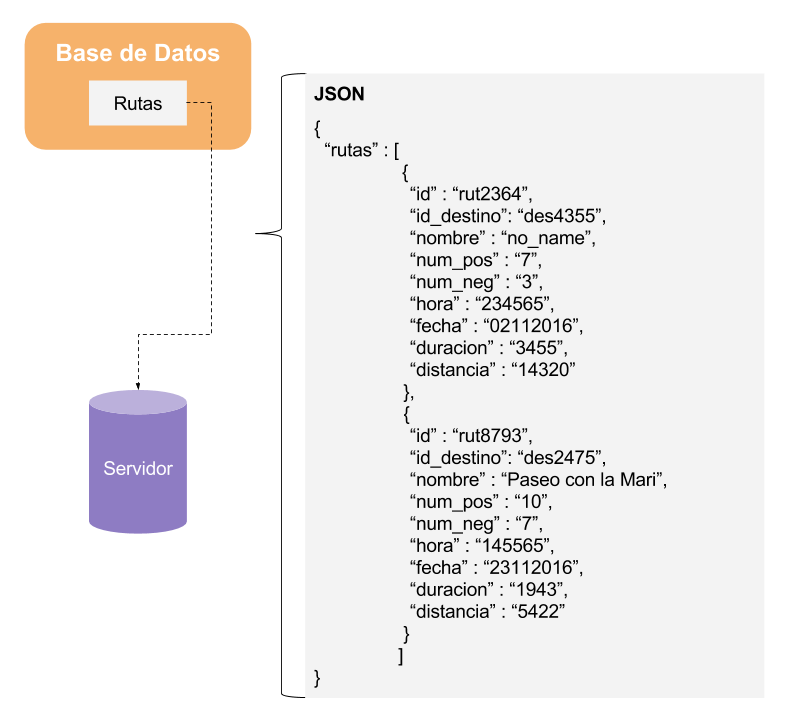 Base de Datos
Rutas
Servidor
JSON
{
“rutas” : [
{
“id” : “rut2364”,
“id_destino”: “des4355”,
“nombre” : “no_name”,
“num_pos” : “7”,
“num_neg” : “3”,
“hora” : “234565”,
“fecha” : “02112016”,
“duracion” : “3455”,
“distancia” : “14320”
},
{
“id” : “rut8793”,
“id_destino”: “des2475”,
“nombre” : “Paseo con la Mari”,
“num_pos” : “10”,
“num_neg” : “7”,
“hora” : “145565”,
“fecha” : “23112016”,
“duracion” : “1943”,
“distancia” : “5422”
}
]
}